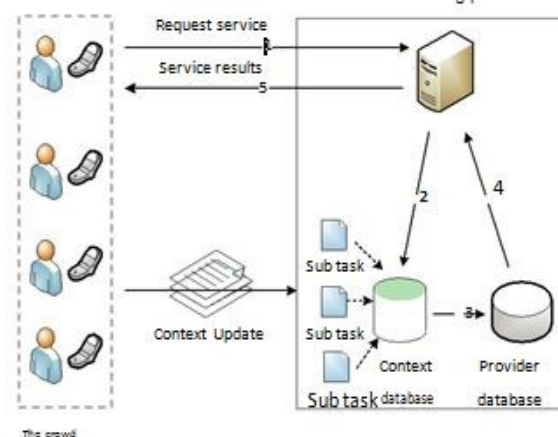 Request service
1
Service results
5
2
4
Sub task
Sub task
3
Context Update
Context
Provider
Sub task
database
database
The crowd